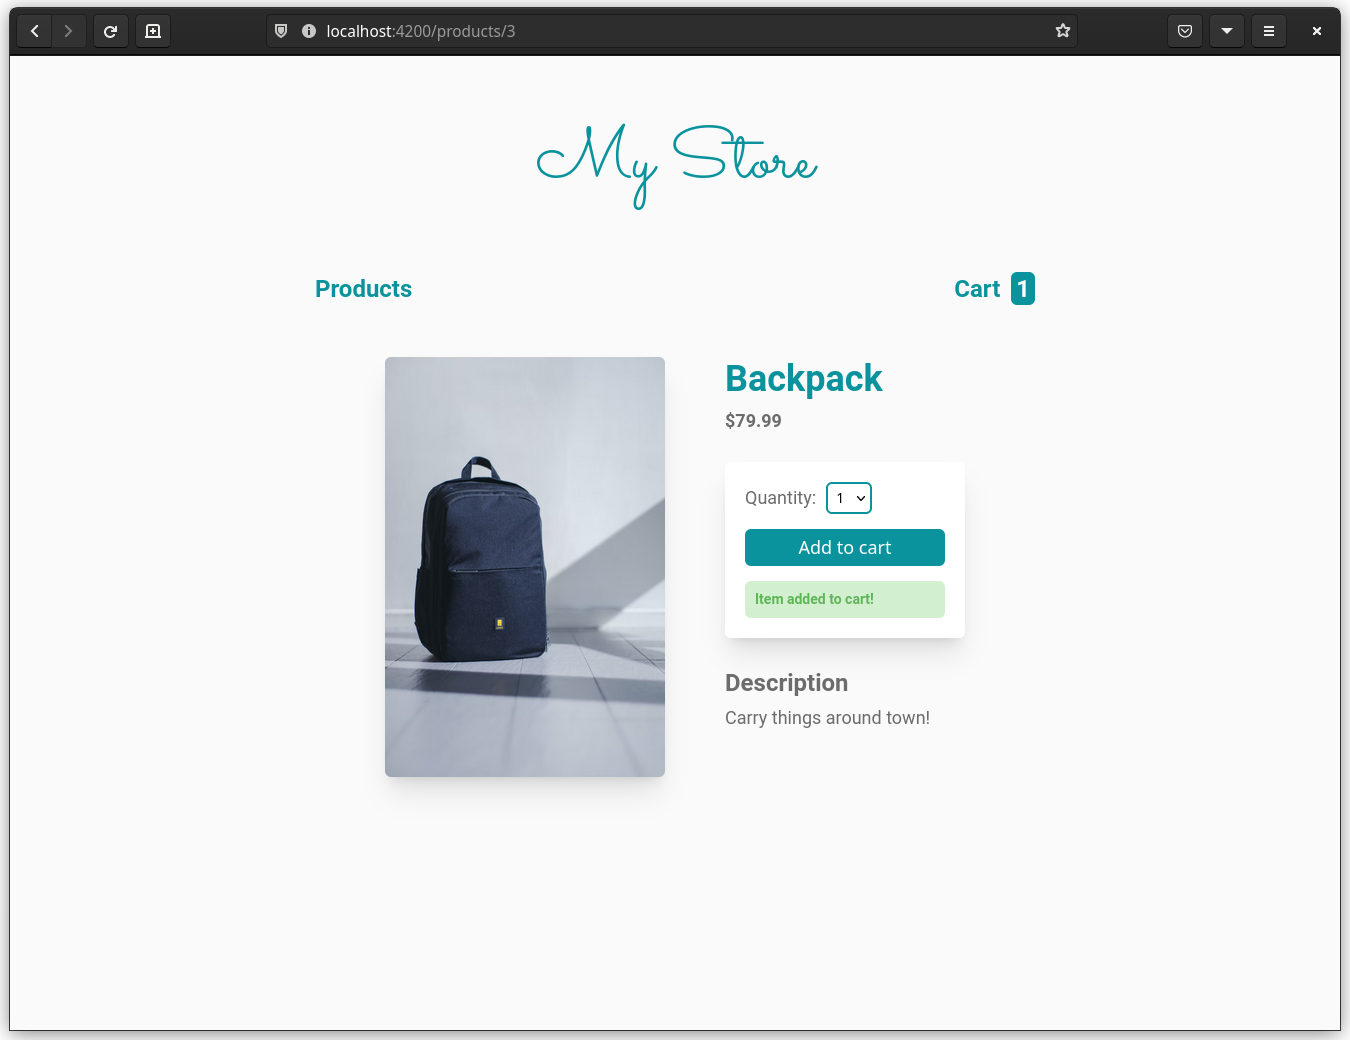 localhost:4200/products/3
My Store
Products
Cart 1
Backpack
$79.99
Quantity: 1
Add to cart
Item added to cart!
Description
Carry things around town!